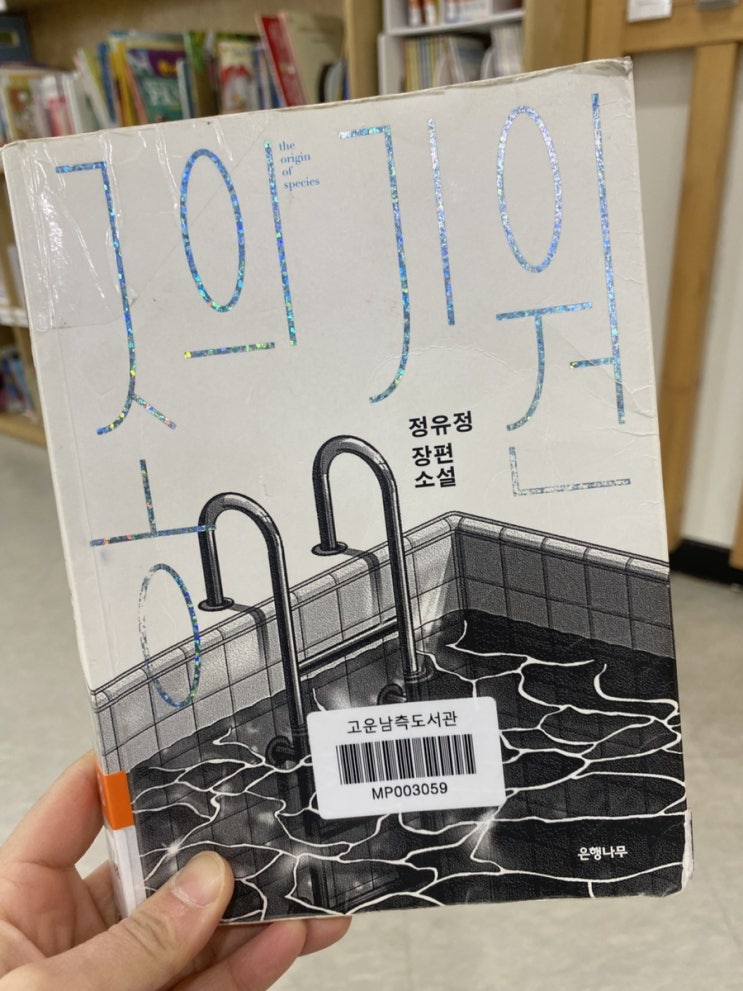 종의 기원
the
origin
of
species
정유정
장편
소설
고운남측도서관
MP003059
은행나무